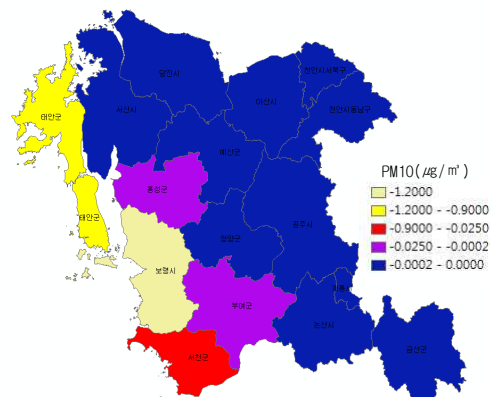 당진시
천안시서북구
아산시
천안시동남구
서산시
태안군
예산군
홍성군
태안군
청양군
공주시
보령시
계룡시
부여군
논산시
서천군
금산군
PM10(㎍/㎥)
-1.2000
-1.2000 - -0.9000
-0.9000 - -0.0250
-0.0250 - -0.0002
-0.0002 - 0.0000